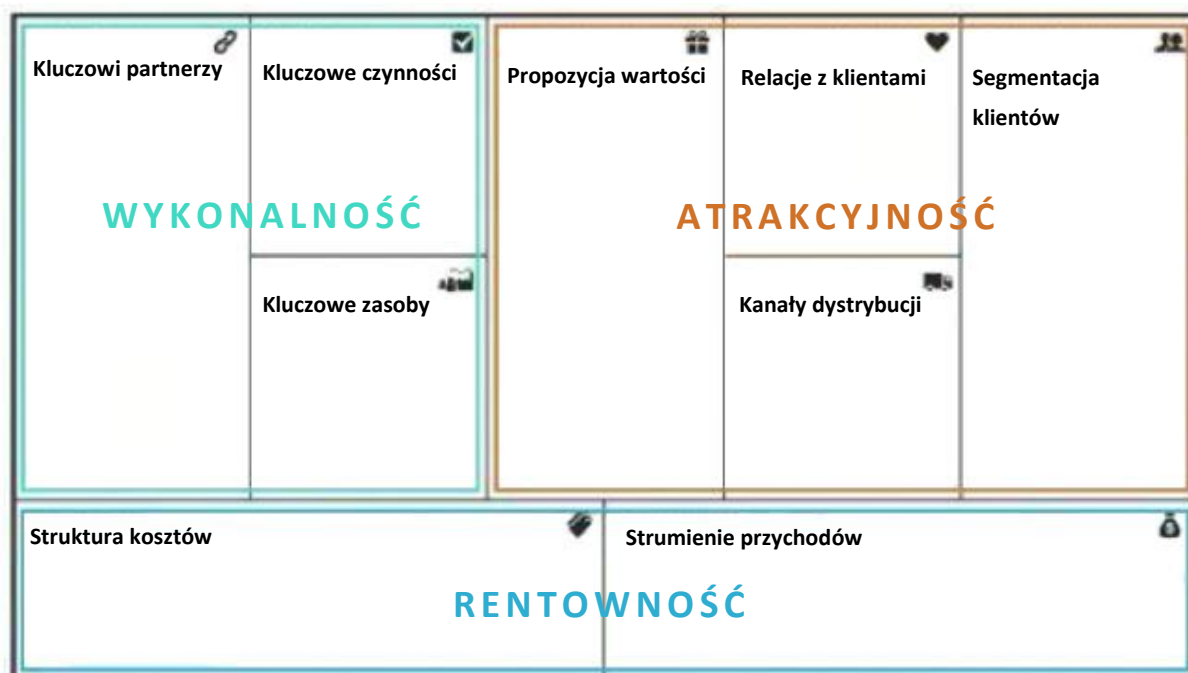 Kluczowi partnerzy
Kluczowe czynności
Propozycja wartości
Relacje z klientami
Segmentacja
klientów
WYKONALNOŚĆ
ATRAKCYJNOŚĆ
Kluczowe zasoby
Kanały dystrybucji
Struktura kosztów
Strumienie przychodów
RENTOWNOŚĆ